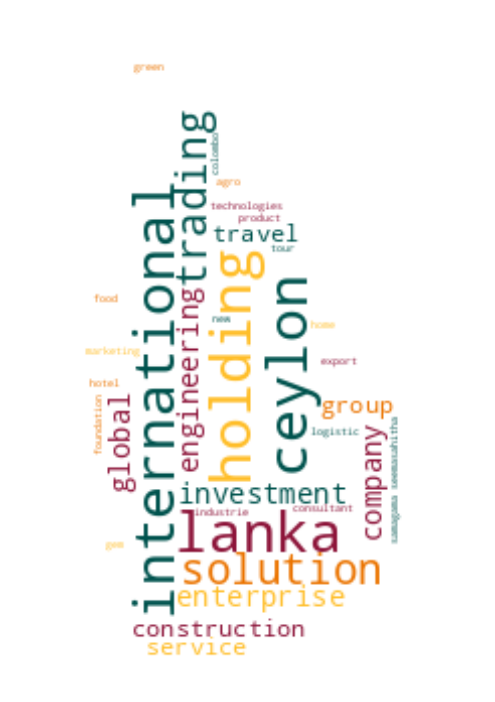 green
trading
colombo
agro
international
technologies
product
travel
tour
holding
ceylon
engineering
food
new
home
marketing
export
hotel
global
foundation
group
logistic
company
samagama seemasahitha
investment
industrie
consultant
lanka
gem
solution
enterprise
construction
service